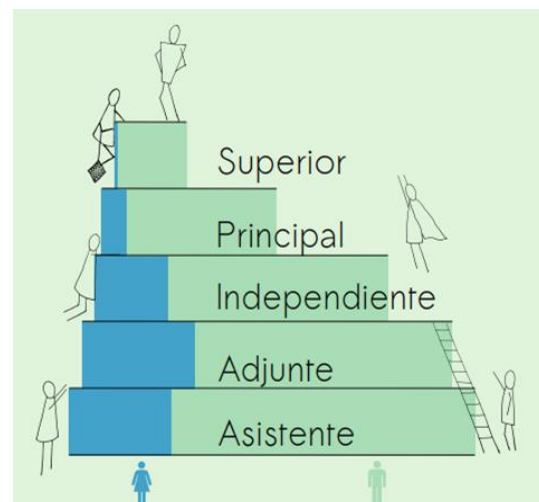 Superior
Principal
Independiente
Adjunte
Asistente